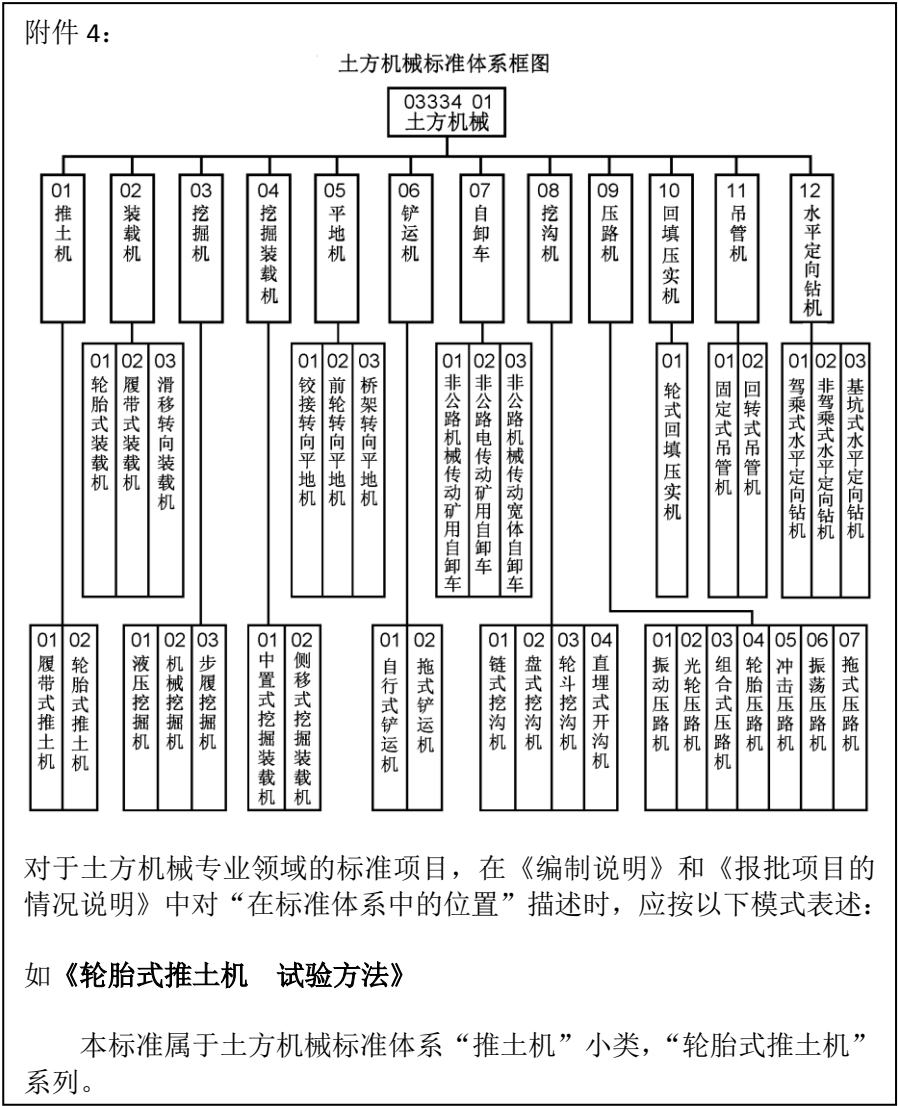 附件 4：
土方机械标准体系框图
03334 01
土方机械
01 推土机
02 装载机
03 挖掘机
04 挖掘装载机
05 平地机
06 铲运机
07 自卸车
08 挖沟机
09 压路机
10 回填压实机
11 吊管机
12 水平定向钻机
01 轮胎式装载机
02 履带式装载机
03 滑移转向装载机
01 铰接转向平地机
02 前轮转向平地机
03 桥架转向平地机
01 非公路机械传动矿用自卸车
02 非公路电传动矿用自卸车
03 非公路机械传动宽体自卸车
01 轮式回填压实机
01 固定式吊管机
02 回转式吊管机
01 驾乘式水平定向钻机
02 非驾乘式水平定向钻机
03 基坑式水平定向钻机
01 履带式推土机
02 轮胎式推土机
01 液压挖掘机
02 机械挖掘机
03 步履挖掘机
01 中置式挖掘装载机
02 侧移式挖掘装载机
01 自行式铲运机
02 拖式铲运机
01 链式挖沟机
02 盘式挖沟机
03 轮斗挖沟机
04 直埋式开沟机
01 振动压路机
02 光轮压路机
03 组合式压路机
04 轮胎压路机
05 冲击压路机
06 振荡压路机
07 拖式压路机
对于土方机械专业领域的标准项目，在《编制说明》和《报批项目的
情况说明》中对“在标准体系中的位置”描述时，应按以下模式表述：
如《轮胎式推土机　试验方法》
本标准属于土方机械标准体系“推土机”小类，“轮胎式推土机”
系列。